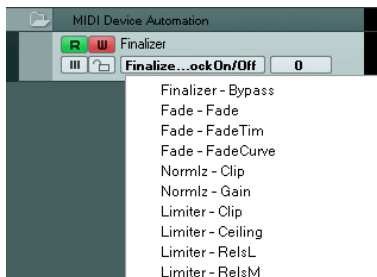 MIDI Device Automation
R W Finalizer
Finalize...ockOn/Off 0
Finalizer - Bypass
Fade - Fade
Fade - FadeTim
Fade - FadeCurve
Normlz - Clip
Normlz - Gain
Limiter - Clip
Limiter - Ceiling
Limiter - RelsL
Limiter - RelsM